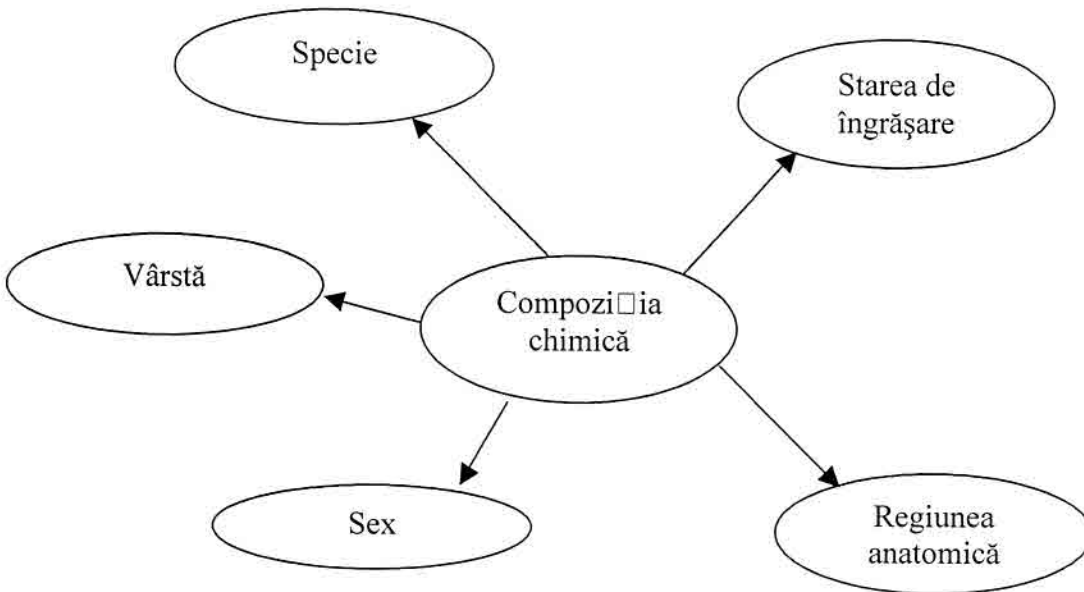 Specie
Starea de
îngrăşare
Vârstă
Compozi□ia
chimică
Sex
Regiunea
anatomică